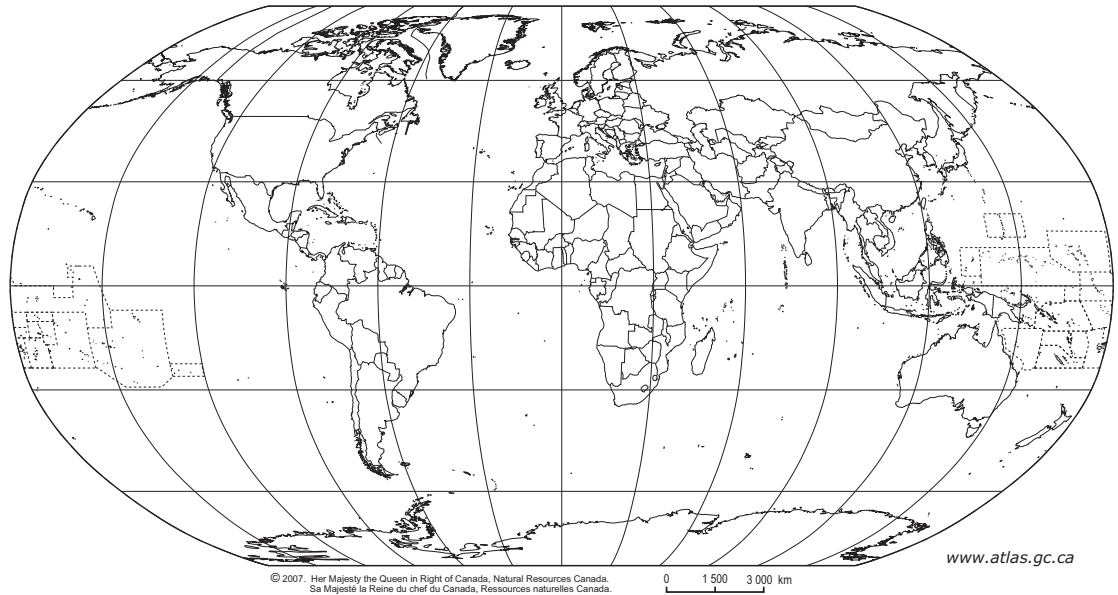 www.atlas.gc.ca
© 2007. Her Majesty the Queen in Right of Canada, Natural Resources Canada.
Sa Majesté la Reine du chef du Canada, Ressources naturelles Canada.
0 1 500 3 000 km